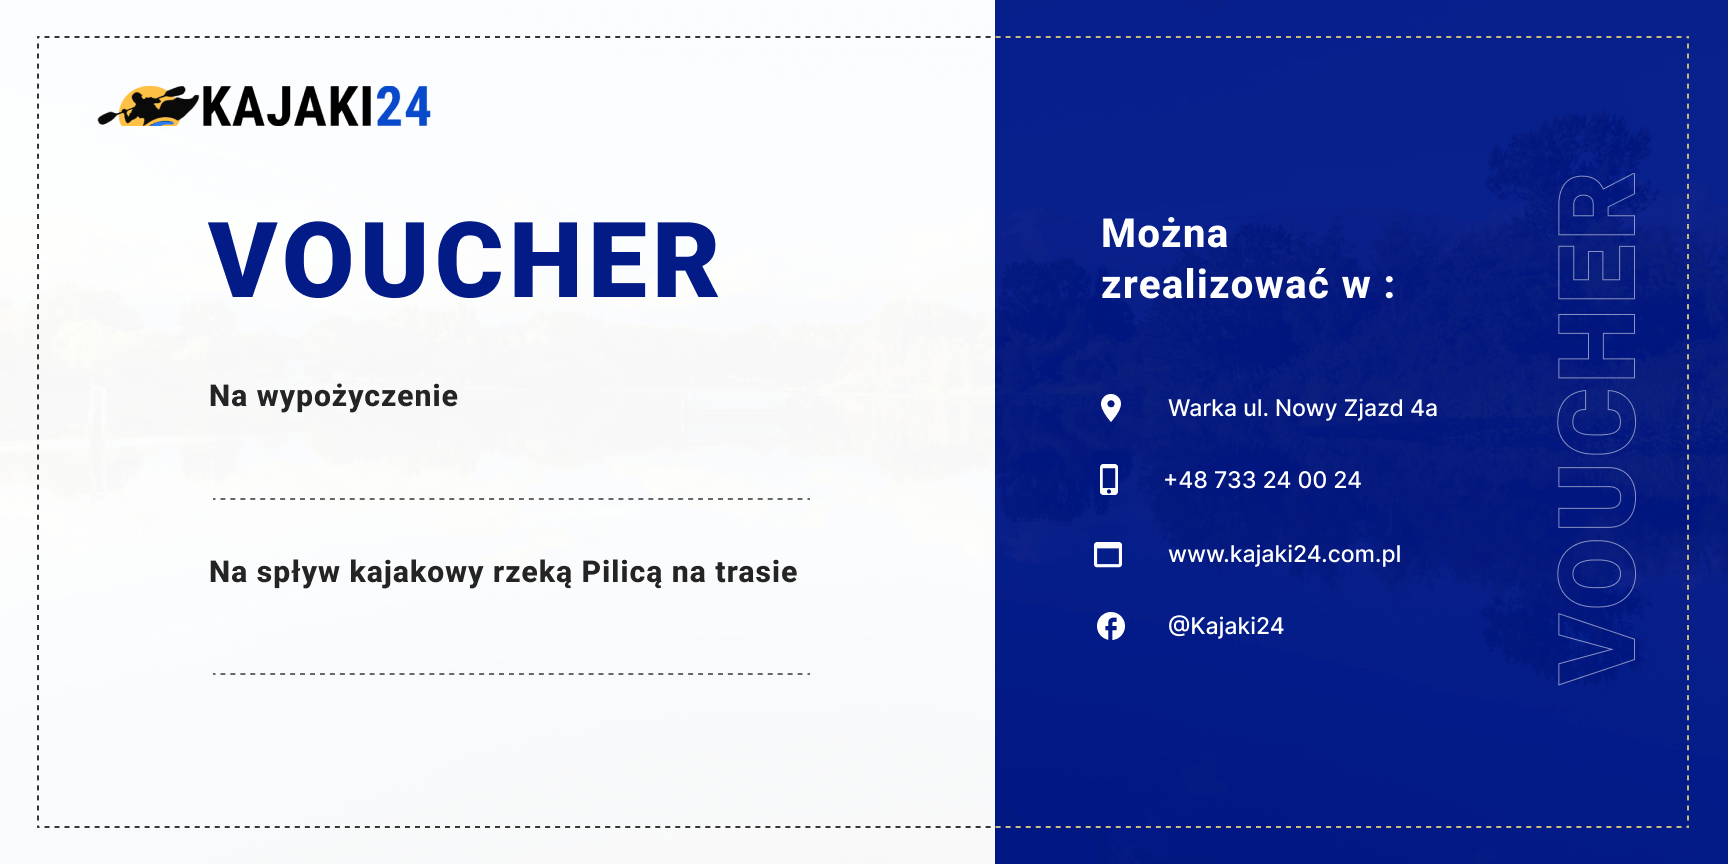 KAJAKI24
VOUCHER
Na wypożyczenie
Na spływ kajakowy rzeką Pilicą na trasie
Można
zrealizować w :
Warka ul. Nowy Zjazd 4a
+48 733 24 00 24
www.kajaki24.com.pl
@Kajaki24
VOUCHER